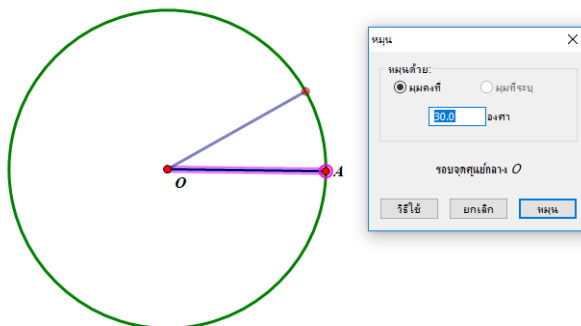 O
A
หมุน
หมุนด้วย:
มุมคงที่
มุมที่ระบุ
30.0 องศา
รอบจุดศูนย์กลาง O
วิธีใช้
ยกเลิก
หมุน